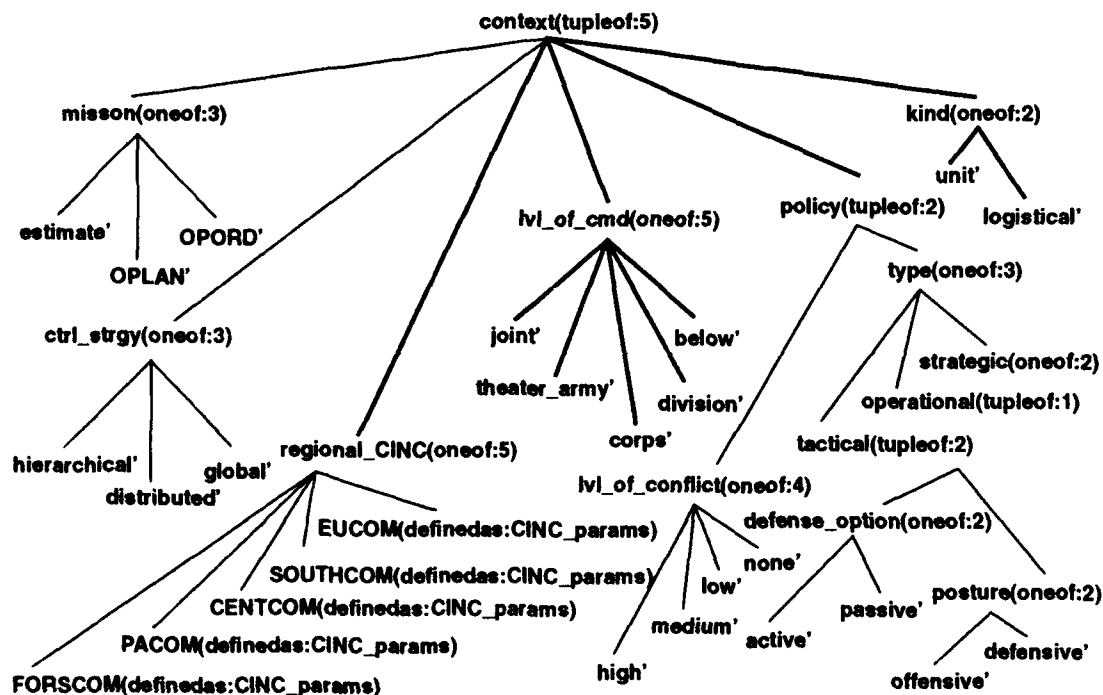 context(tupleof:5)
misson(oneof:3)
kind(oneof:2)
unit'
logistical'
policy(tupleof:2)
lvl_of_cmd(oneof:5)
estimate'
OPORD'
OPLAN'
type(oneof:3)
ctrl_strgy(oneof:3)
joint'
below'
theater_army'
division'
corps'
strategic(oneof:2)
operational(tupleof:1)
tactical(tupleof:2)
hierarchical'
global'
distributed'
regional_CINC(oneof:5)
lvl_of_conflict(oneof:4)
defense_option(oneof:2)
EUCOM(definedas:CINC_params)
SOUTHCOM(definedas:CINC_params)
CENTCOM(definedas:CINC_params)
PACOM(definedas:CINC_params)
FORSCOM(definedas:CINC_params)
none'
low'
medium'
high'
passive'
active'
posture(oneof:2)
defensive'
offensive'